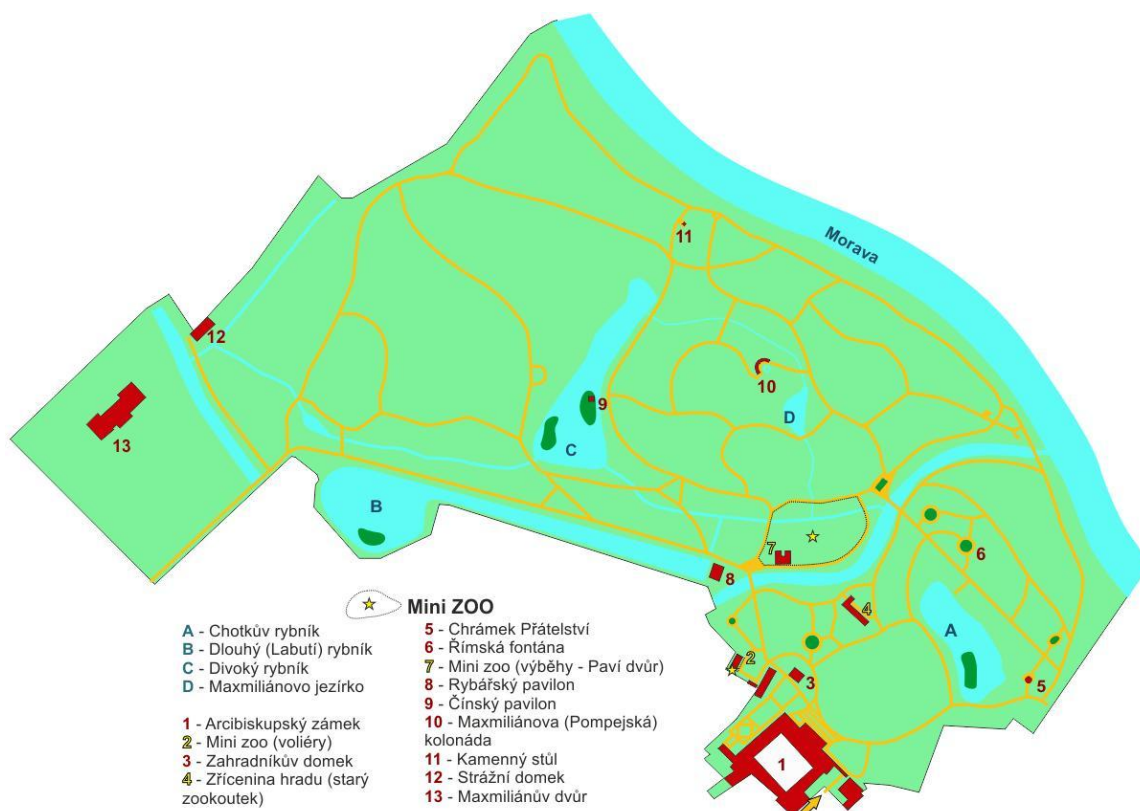 Morava
11
12
10
9
D
13
C
B
7
6
8
4
A
2
3
5
1
Mini ZOO
A - Chotkův rybník
B - Dlouhý (Labutí) rybník
C - Divoký rybník
D - Maxmiliánovo jezírko
1 - Arcibiskupský zámek
2 - Mini zoo (voliéry)
3 - Zahradníkův domek
4 - Zřícenina hradu (starý
zookoutek)
5 - Chrámek Přátelství
6 - Římská fontána
7 - Mini zoo (výběhy - Paví dvůr)
8 - Rybářský pavilon
9 - Čínský pavilon
10 - Maxmiliánova (Pompejská)
kolonáda
11 - Kamenný stůl
12 - Strážní domek
13 - Maxmiliánův dvůr